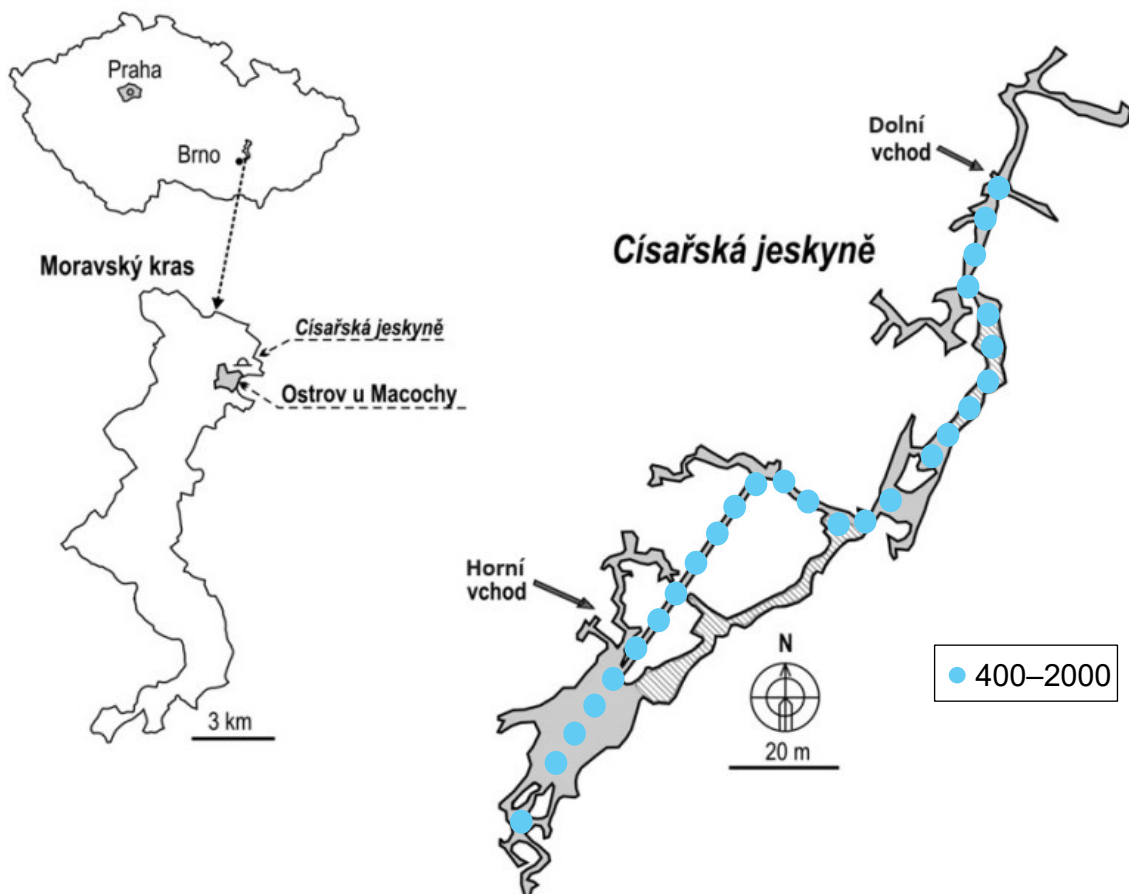 Praha
Brno
Moravský kras
Císařská jeskyně
Ostrov u Macochy
3 km
Dolní
vchod
Císařská jeskyně
Horní
vchod
N
20 m
400–2000